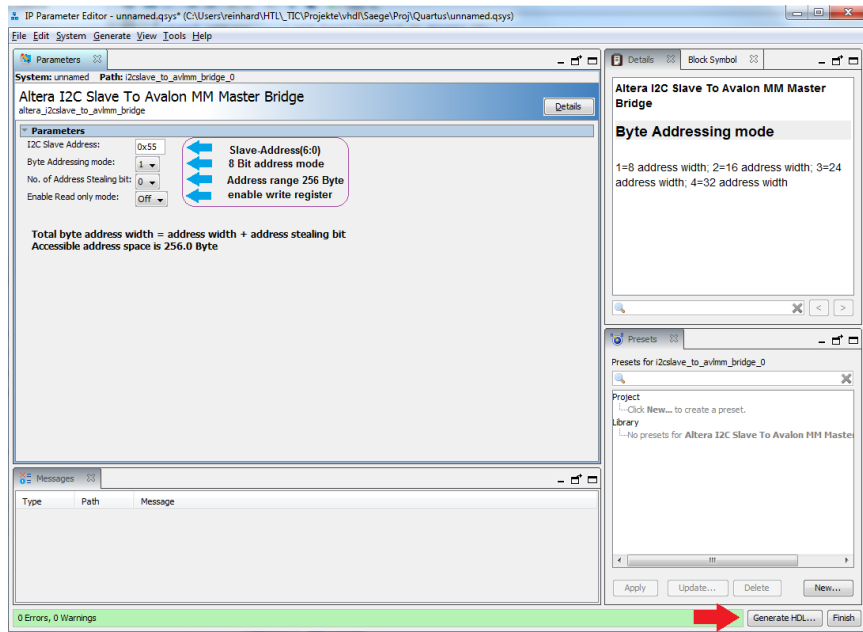 IP Parameter Editor - unnamed.qsys* (C:\Users\reinhard\HTL\_TIC\Projekte\vhdl\Saege\Proj\Quartus\unnamed.qsys)
File Edit System Generate View Tools Help
Parameters
System: unnamed Path: i2cslave_to_avlmm_bridge_0
Altera I2C Slave To Avalon MM Master Bridge
altera_i2cslave_to_avlmm_bridge
Details
Parameters
I2C Slave Address: 0x55 Slave-Address(6:0)
Byte Addressing mode: 1 8 Bit address mode
No. of Address Stealing bit: 0 Address range 256 Byte
Enable Read only mode: Off enable write register
Total byte address width = address width + address stealing bit
Accessible address space is 256.0 Byte
Messages
Type Path Message
0 Errors, 0 Warnings
Details Block Symbol
Altera I2C Slave To Avalon MM Master
Bridge
Byte Addressing mode
1=8 address width; 2=16 address width; 3=24
address width; 4=32 address width
< >
Presets
Presets for i2cslave_to_avlmm_bridge_0
Project
Click New... to create a preset.
Library
No presets for Altera I2C Slave To Avalon MM Master
Apply Update... Delete New...
Generate HDL... Finish